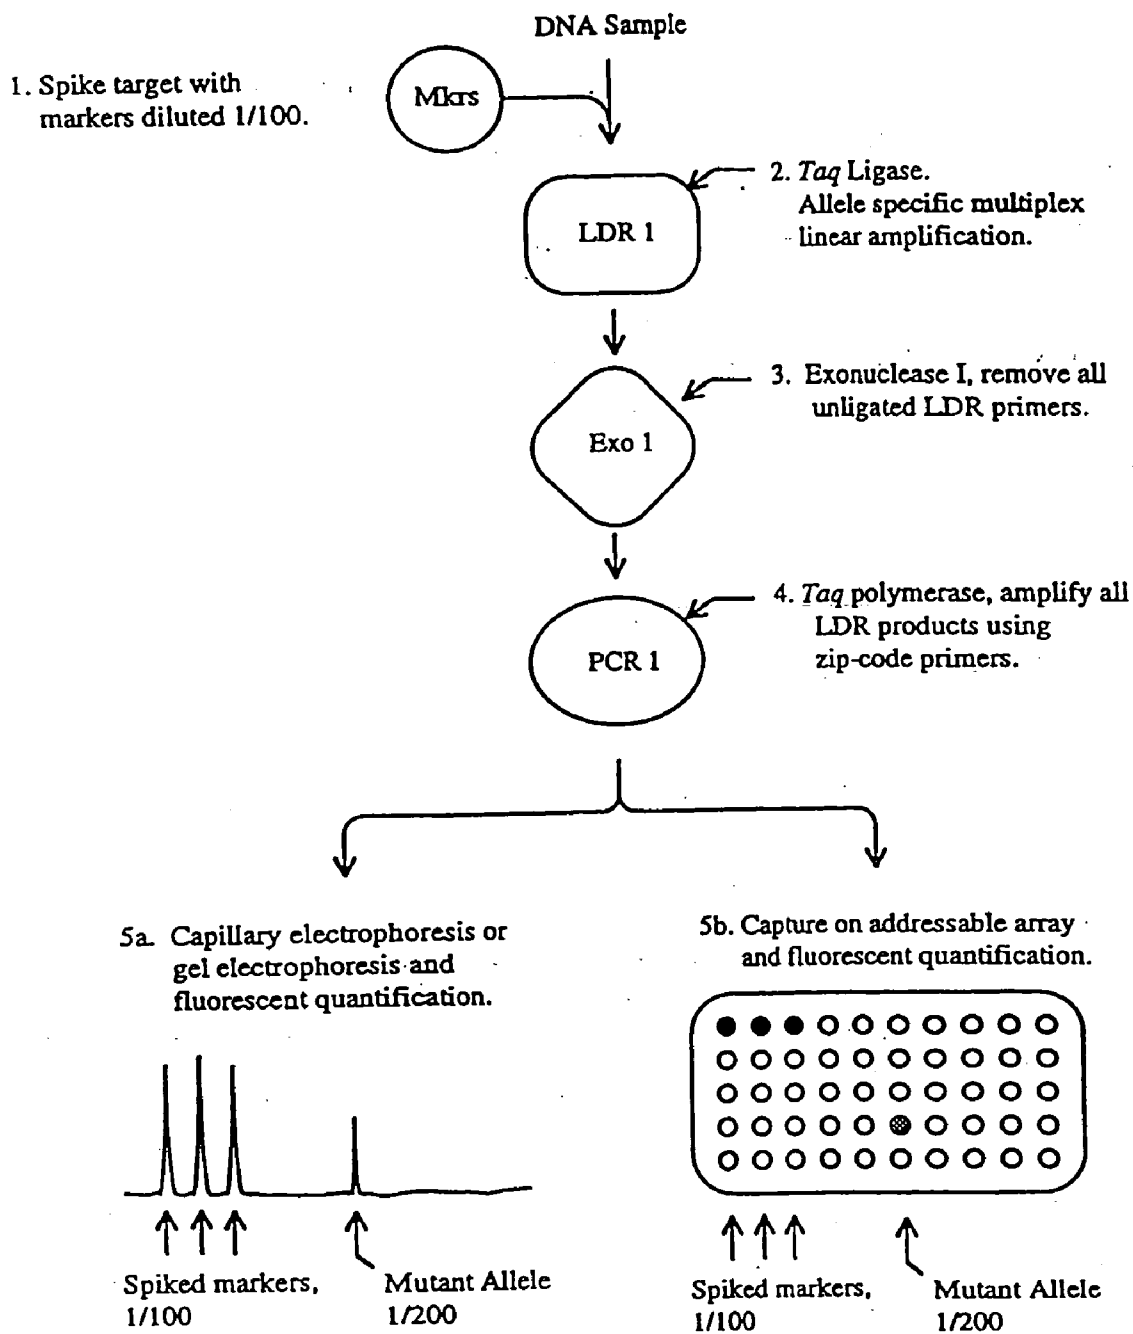 DNA Sample
1. Spike target with
markers diluted 1/100.
Mkrs
2. Taq Ligase.
Allele specific multiplex
linear amplification.
LDR 1
3. Exonuclease I, remove all
unligated LDR primers.
Exo 1
4. Taq polymerase, amplify all
LDR products using
zip-code primers.
PCR 1
5a. Capillary electrophoresis or
gel electrophoresis and
fluorescent quantification.
5b. Capture on addressable array
and fluorescent quantification.
Spiked markers,
1/100
Mutant Allele
1/200
Spiked markers,
1/100
Mutant Allele
1/200